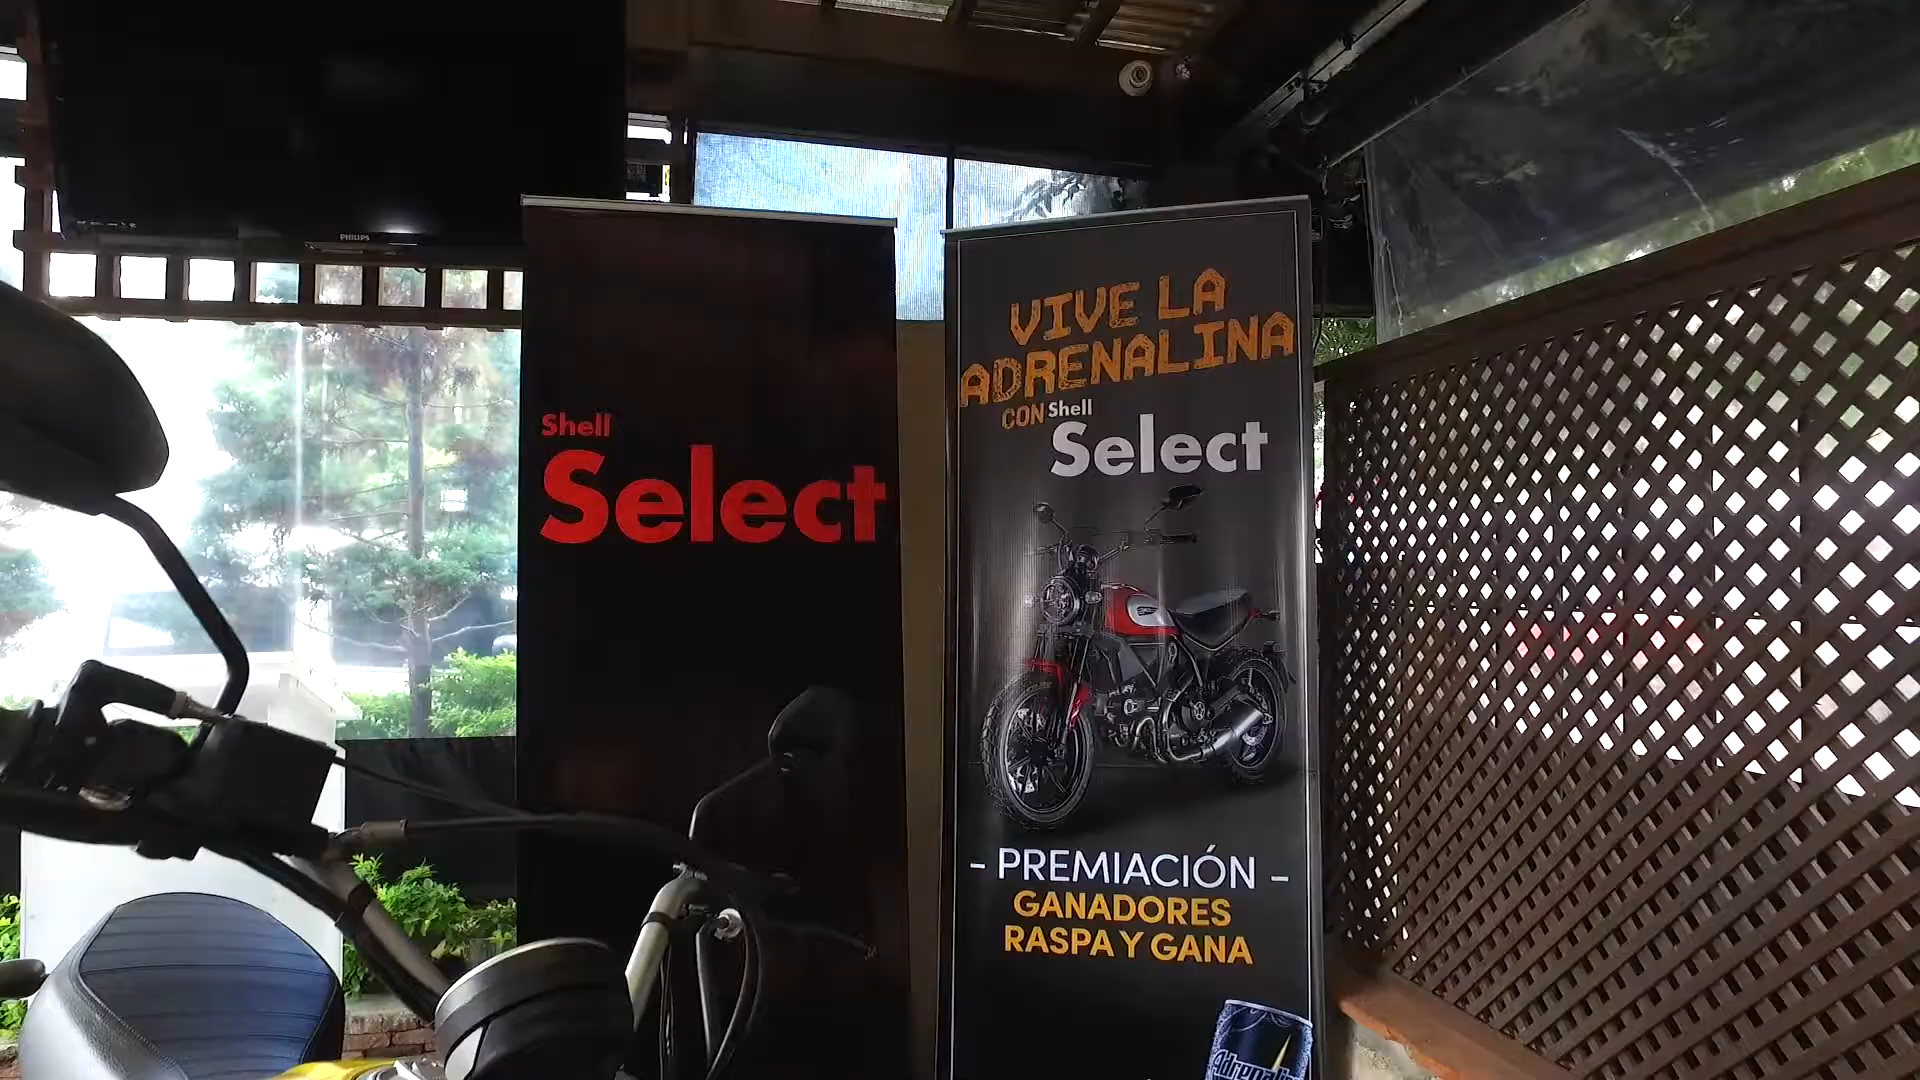 PHILIPS
Shell
Select
VIVE LA
ADRENALINA
CON Shell
Select
- PREMIACIÓN -
GANADORES
RASPA Y GANA